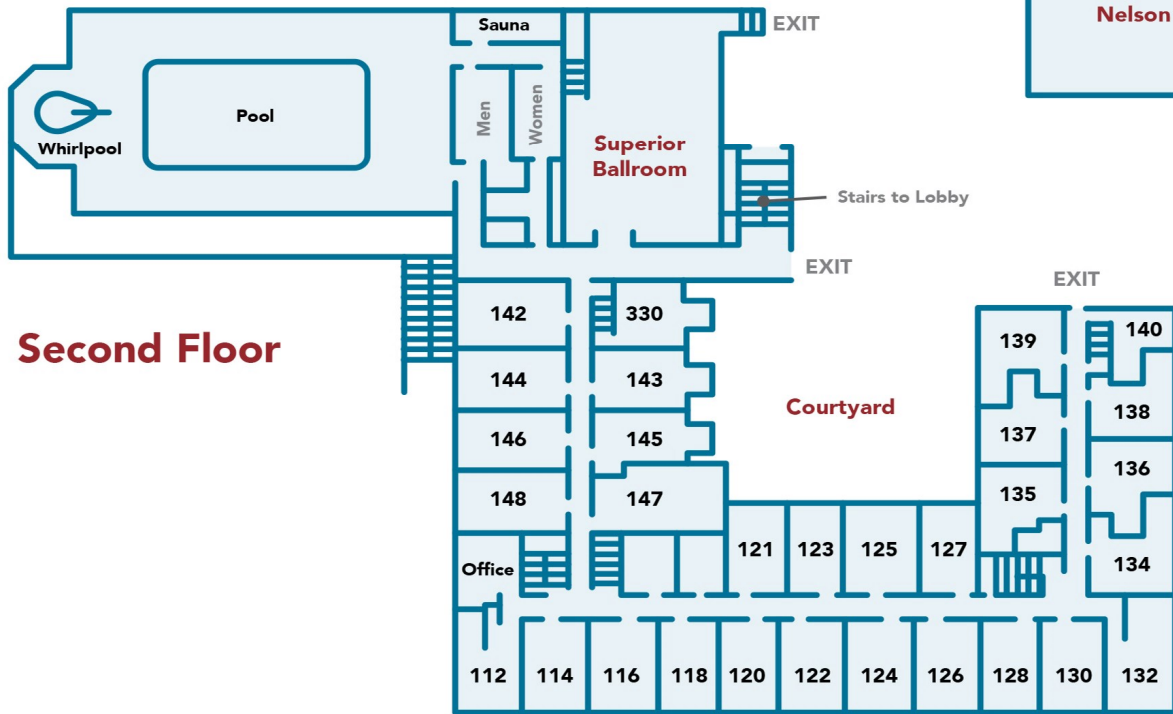 Sauna
EXIT
Nelson
Pool
Men
Women
Whirlpool
Superior
Ballroom
Stairs to Lobby
EXIT
EXIT
Second Floor
142
330
139
140
144
143
Courtyard
138
146
145
137
136
148
147
135
121
123
125
127
134
Office
112
114
116
118
120
122
124
126
128
130
132